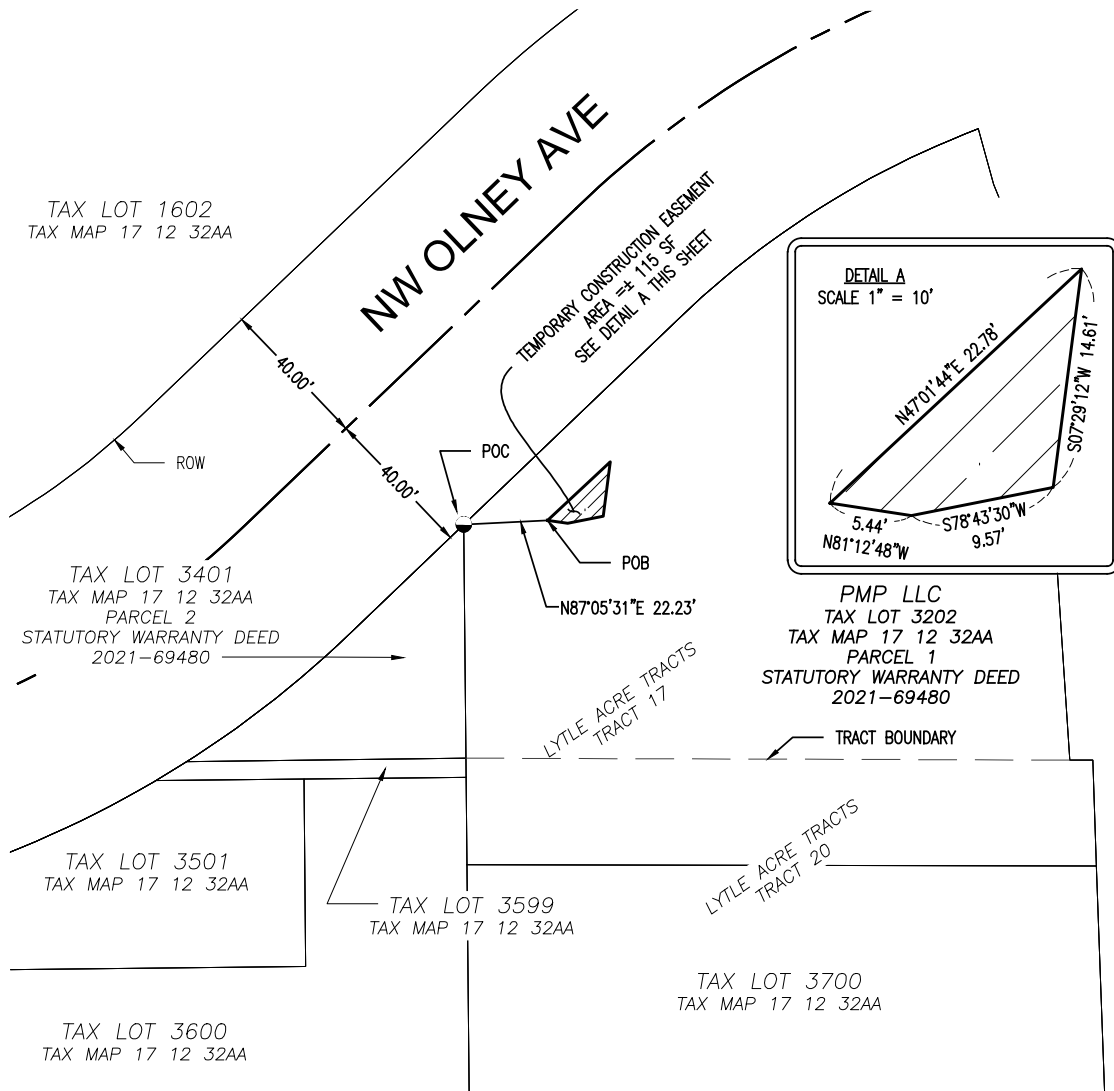 NW OLNEY AVE
TAX LOT 1602
TAX MAP 17 12 32AA
TEMPORARY CONSTRUCTION EASEMENT
AREA =± 115 SF
SEE DETAIL A THIS SHEET
DETAIL A
SCALE 1" = 10'
N47°01'44"E 22.78'
S07°29'12"W 14.61'
5.44'
N81°12'48"W
S78°43'30"W
9.57'
40.00'
40.00'
ROW
POC
POB
N87°05'31"E 22.23'
TAX LOT 3401
TAX MAP 17 12 32AA
PARCEL 2
STATUTORY WARRANTY DEED
2021-69480
PMP LLC
TAX LOT 3202
TAX MAP 17 12 32AA
PARCEL 1
STATUTORY WARRANTY DEED
2021-69480
LYTLE ACRE TRACTS
TRACT 17
TRACT BOUNDARY
LYTLE ACRE TRACTS
TRACT 20
TAX LOT 3501
TAX MAP 17 12 32AA
TAX LOT 3599
TAX MAP 17 12 32AA
TAX LOT 3700
TAX MAP 17 12 32AA
TAX LOT 3600
TAX MAP 17 12 32AA